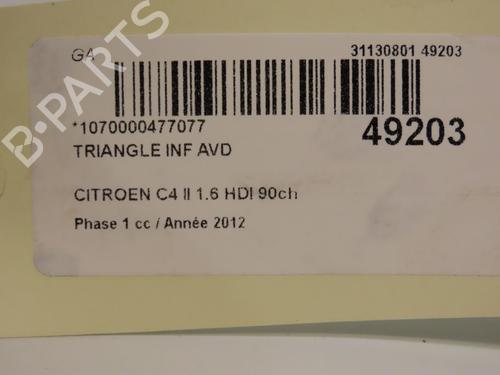 GA 31130801 49203
*1070000477077 49203
TRIANGLE INF AVD
CITROEN C4 II 1.6 HDI 90ch
Phase 1 cc / Année 2012
B-PARTS